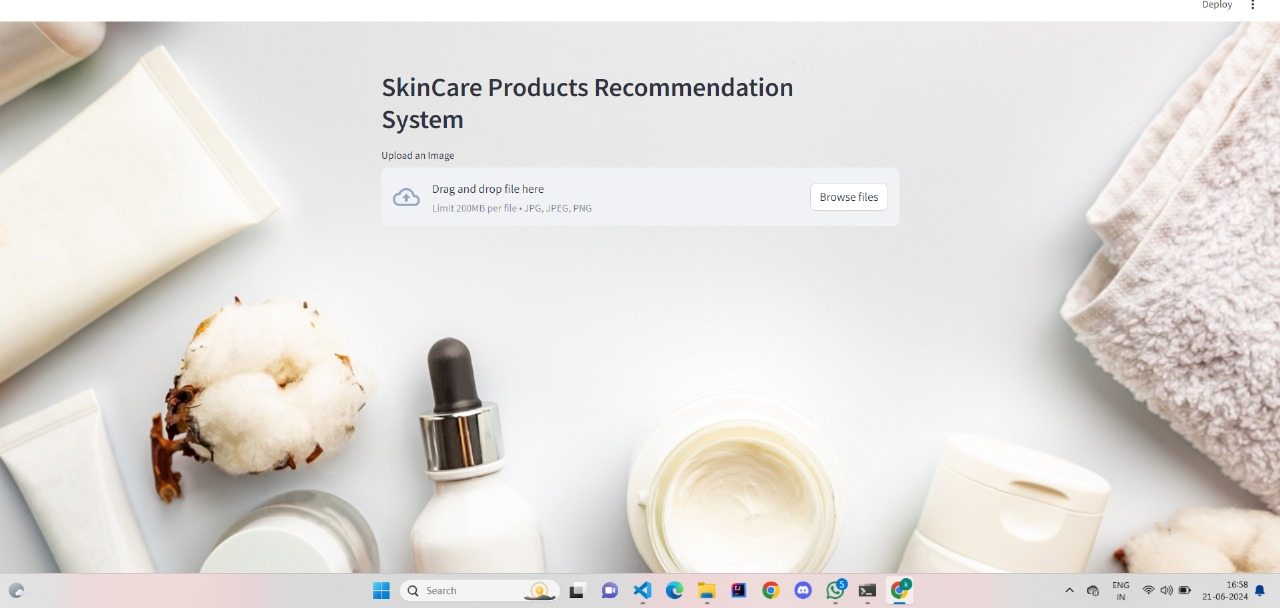 Deploy
SkinCare Products Recommendation
System
Upload an Image
Drag and drop file here
Limit 200MB per file • JPG, JPEG, PNG
Browse files
Search
5
ENG
IN
16:58
21-06-2024